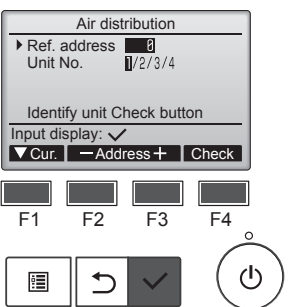 Air distribution
Ref. address 0
Unit No. 1/2/3/4
Identify unit Check button
Input display: ✓
▼ Cur. − Address + Check
F1 F2 F3 F4